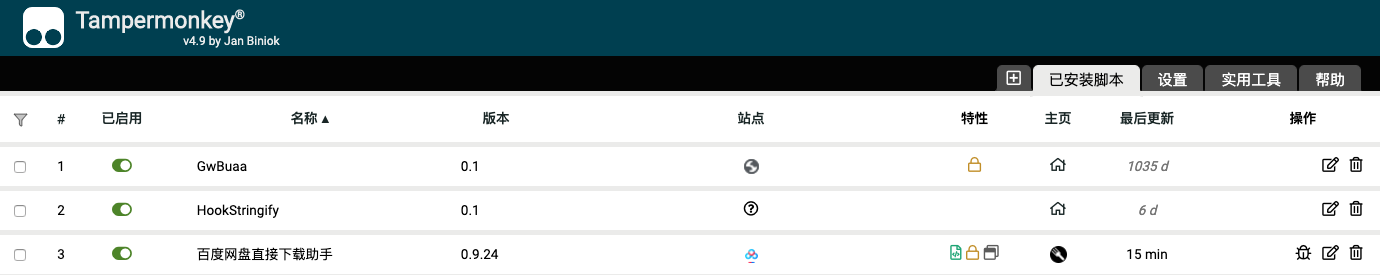 Tampermonkey®
v4.9 by Jan Biniok
已安装脚本 设置 实用工具 帮助
# 已启用 名称 ▲ 版本 站点 特性 主页 最后更新 操作
1 GwBuaa 0.1 1035 d
2 HookStringify 0.1 6 d
3 百度网盘直接下载助手 0.9.24 15 min